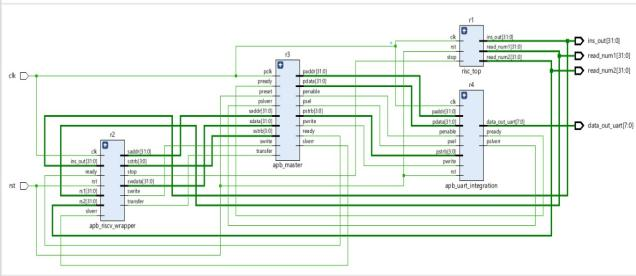 r1
clk
rst
stop
ins_out[31:0]
read_num1[31:0]
read_num2[31:0]
risc_top
ins_out[31:0]
read_num1[31:0]
read_num2[31:0]
r3
pclk
pready
preset
pslverr
saddr[31:0]
sdata[31:0]
sstrb[3:0]
swrite
transfer
paddr[31:0]
pdata[31:0]
penable
psel
pstrb[3:0]
pwrite
ready
slverr
apb_master
clk
r4
clk
paddr[31:0]
pdata[31:0]
penable
psel
pstrb[3:0]
pwrite
rst
data_out_uart[7:0]
pready
pslverr
apb_uart_integration
data_out_uart[7:0]
r2
clk
ins_out[31:0]
ready
rst
rs1[31:0]
rs2[31:0]
slverr
saddr[31:0]
sstrb[3:0]
stop
swdata[31:0]
swrite
transfer
apb_riscv_wrapper
rst